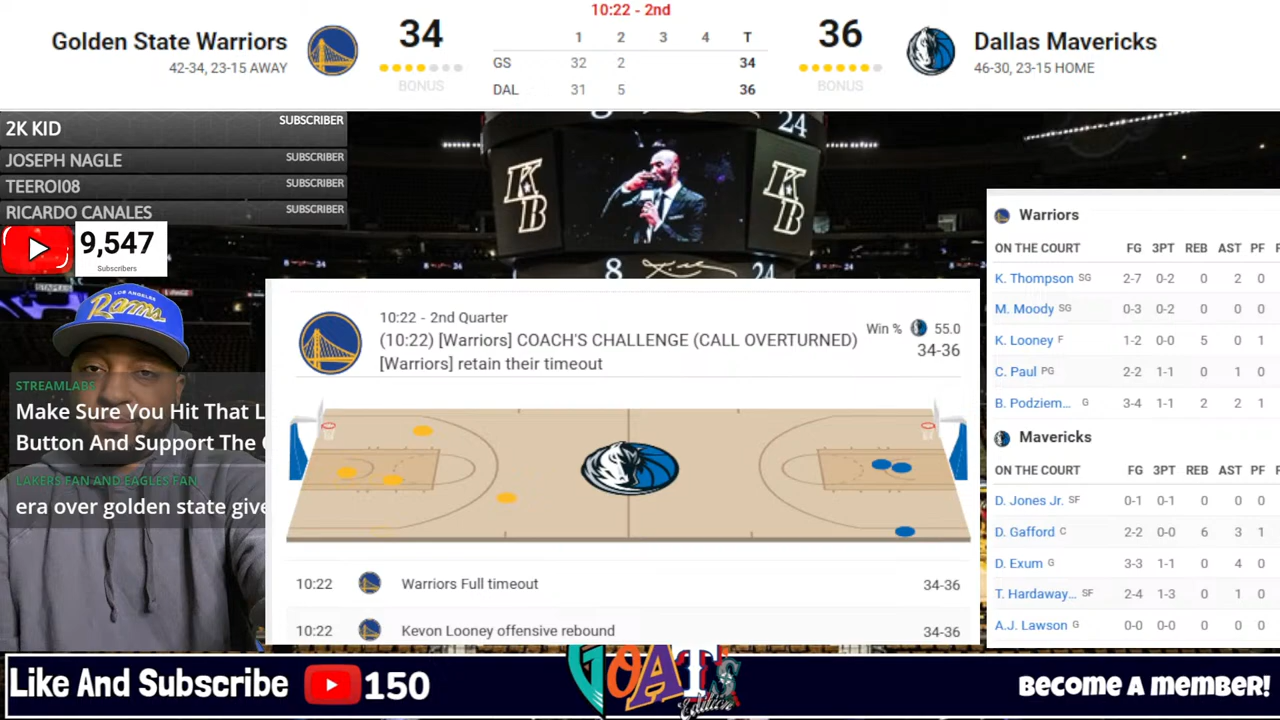 10:22 - 2nd
Golden State Warriors
42-34, 23-15 AWAY
34
BONUS
1 2 3 4 T
GS 32 2 34
DAL 31 5 36
36
BONUS
Dallas Mavericks
46-30, 23-15 HOME
2K KID SUBSCRIBER
JOSEPH NAGLE SUBSCRIBER
TEEROI08 SUBSCRIBER
RICARDO CANALES SUBSCRIBER
9,547
Subscribers
24
KB
KB
8 24
8 24
8 24
STAPLES
LOS ANGELES
Rams
STREAMLABS
Make Sure You Hit That L
Button And Support The
LAKERS FAN AND EAGLES FAN
era over golden state give
10:22 - 2nd Quarter
(10:22) [Warriors] COACH'S CHALLENGE (CALL OVERTURNED)
[Warriors] retain their timeout
Win % 55.0
34-36
10:22 Warriors Full timeout 34-36
10:22 Kevon Looney offensive rebound 34-36
Warriors
ON THE COURT FG 3PT REB AST PF
K. Thompson SG 2-7 0-2 0 2 0
M. Moody SG 0-3 0-2 0 0 0
K. Looney F 1-2 0-0 5 0 1
C. Paul PG 2-2 1-1 0 1 0
B. Podziem... G 3-4 1-1 2 2 1
Mavericks
ON THE COURT FG 3PT REB AST PF
D. Jones Jr. SF 0-1 0-1 0 0 0
D. Gafford C 2-2 0-0 6 3 1
D. Exum G 3-3 1-1 0 4 0
T. Hardaway... SF 2-4 1-3 0 1 0
A.J. Lawson G 0-0 0-0 0 0 0
Like And Subscribe 150
GOATS
Edition
BECOME A MEMBER!